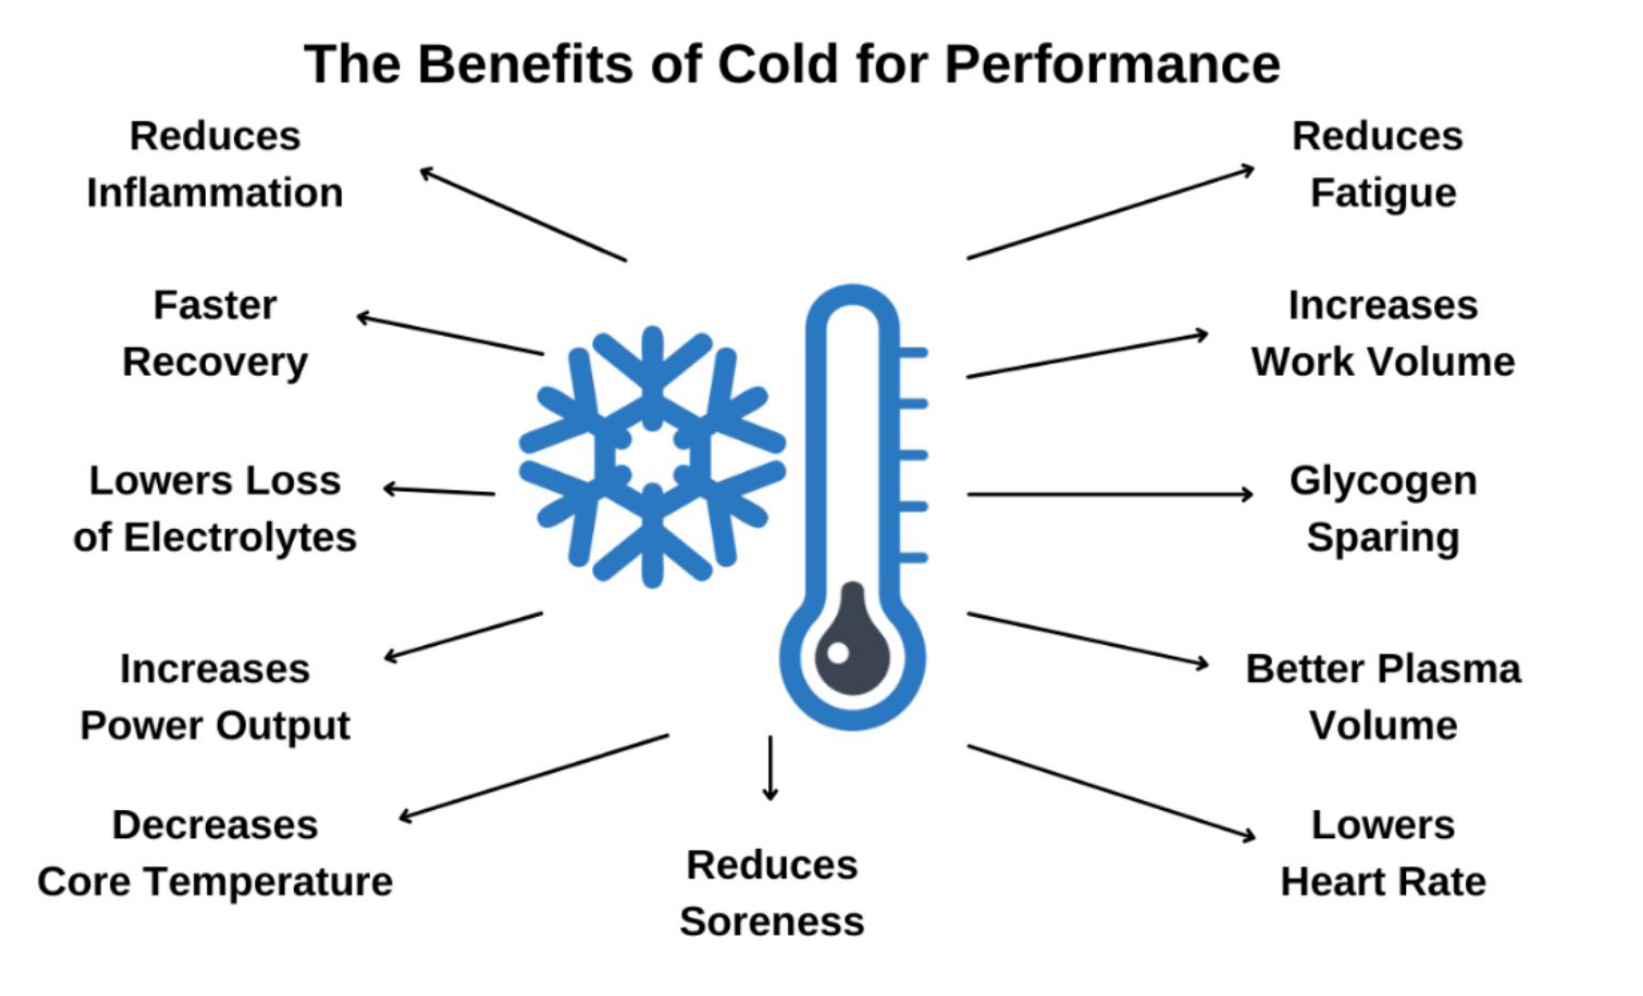 The Benefits of Cold for Performance
Reduces
Inflammation
Faster
Recovery
Lowers Loss
of Electrolytes
Increases
Power Output
Decreases
Core Temperature
Reduces
Soreness
Reduces
Fatigue
Increases
Work Volume
Glycogen
Sparing
Better Plasma
Volume
Lowers
Heart Rate